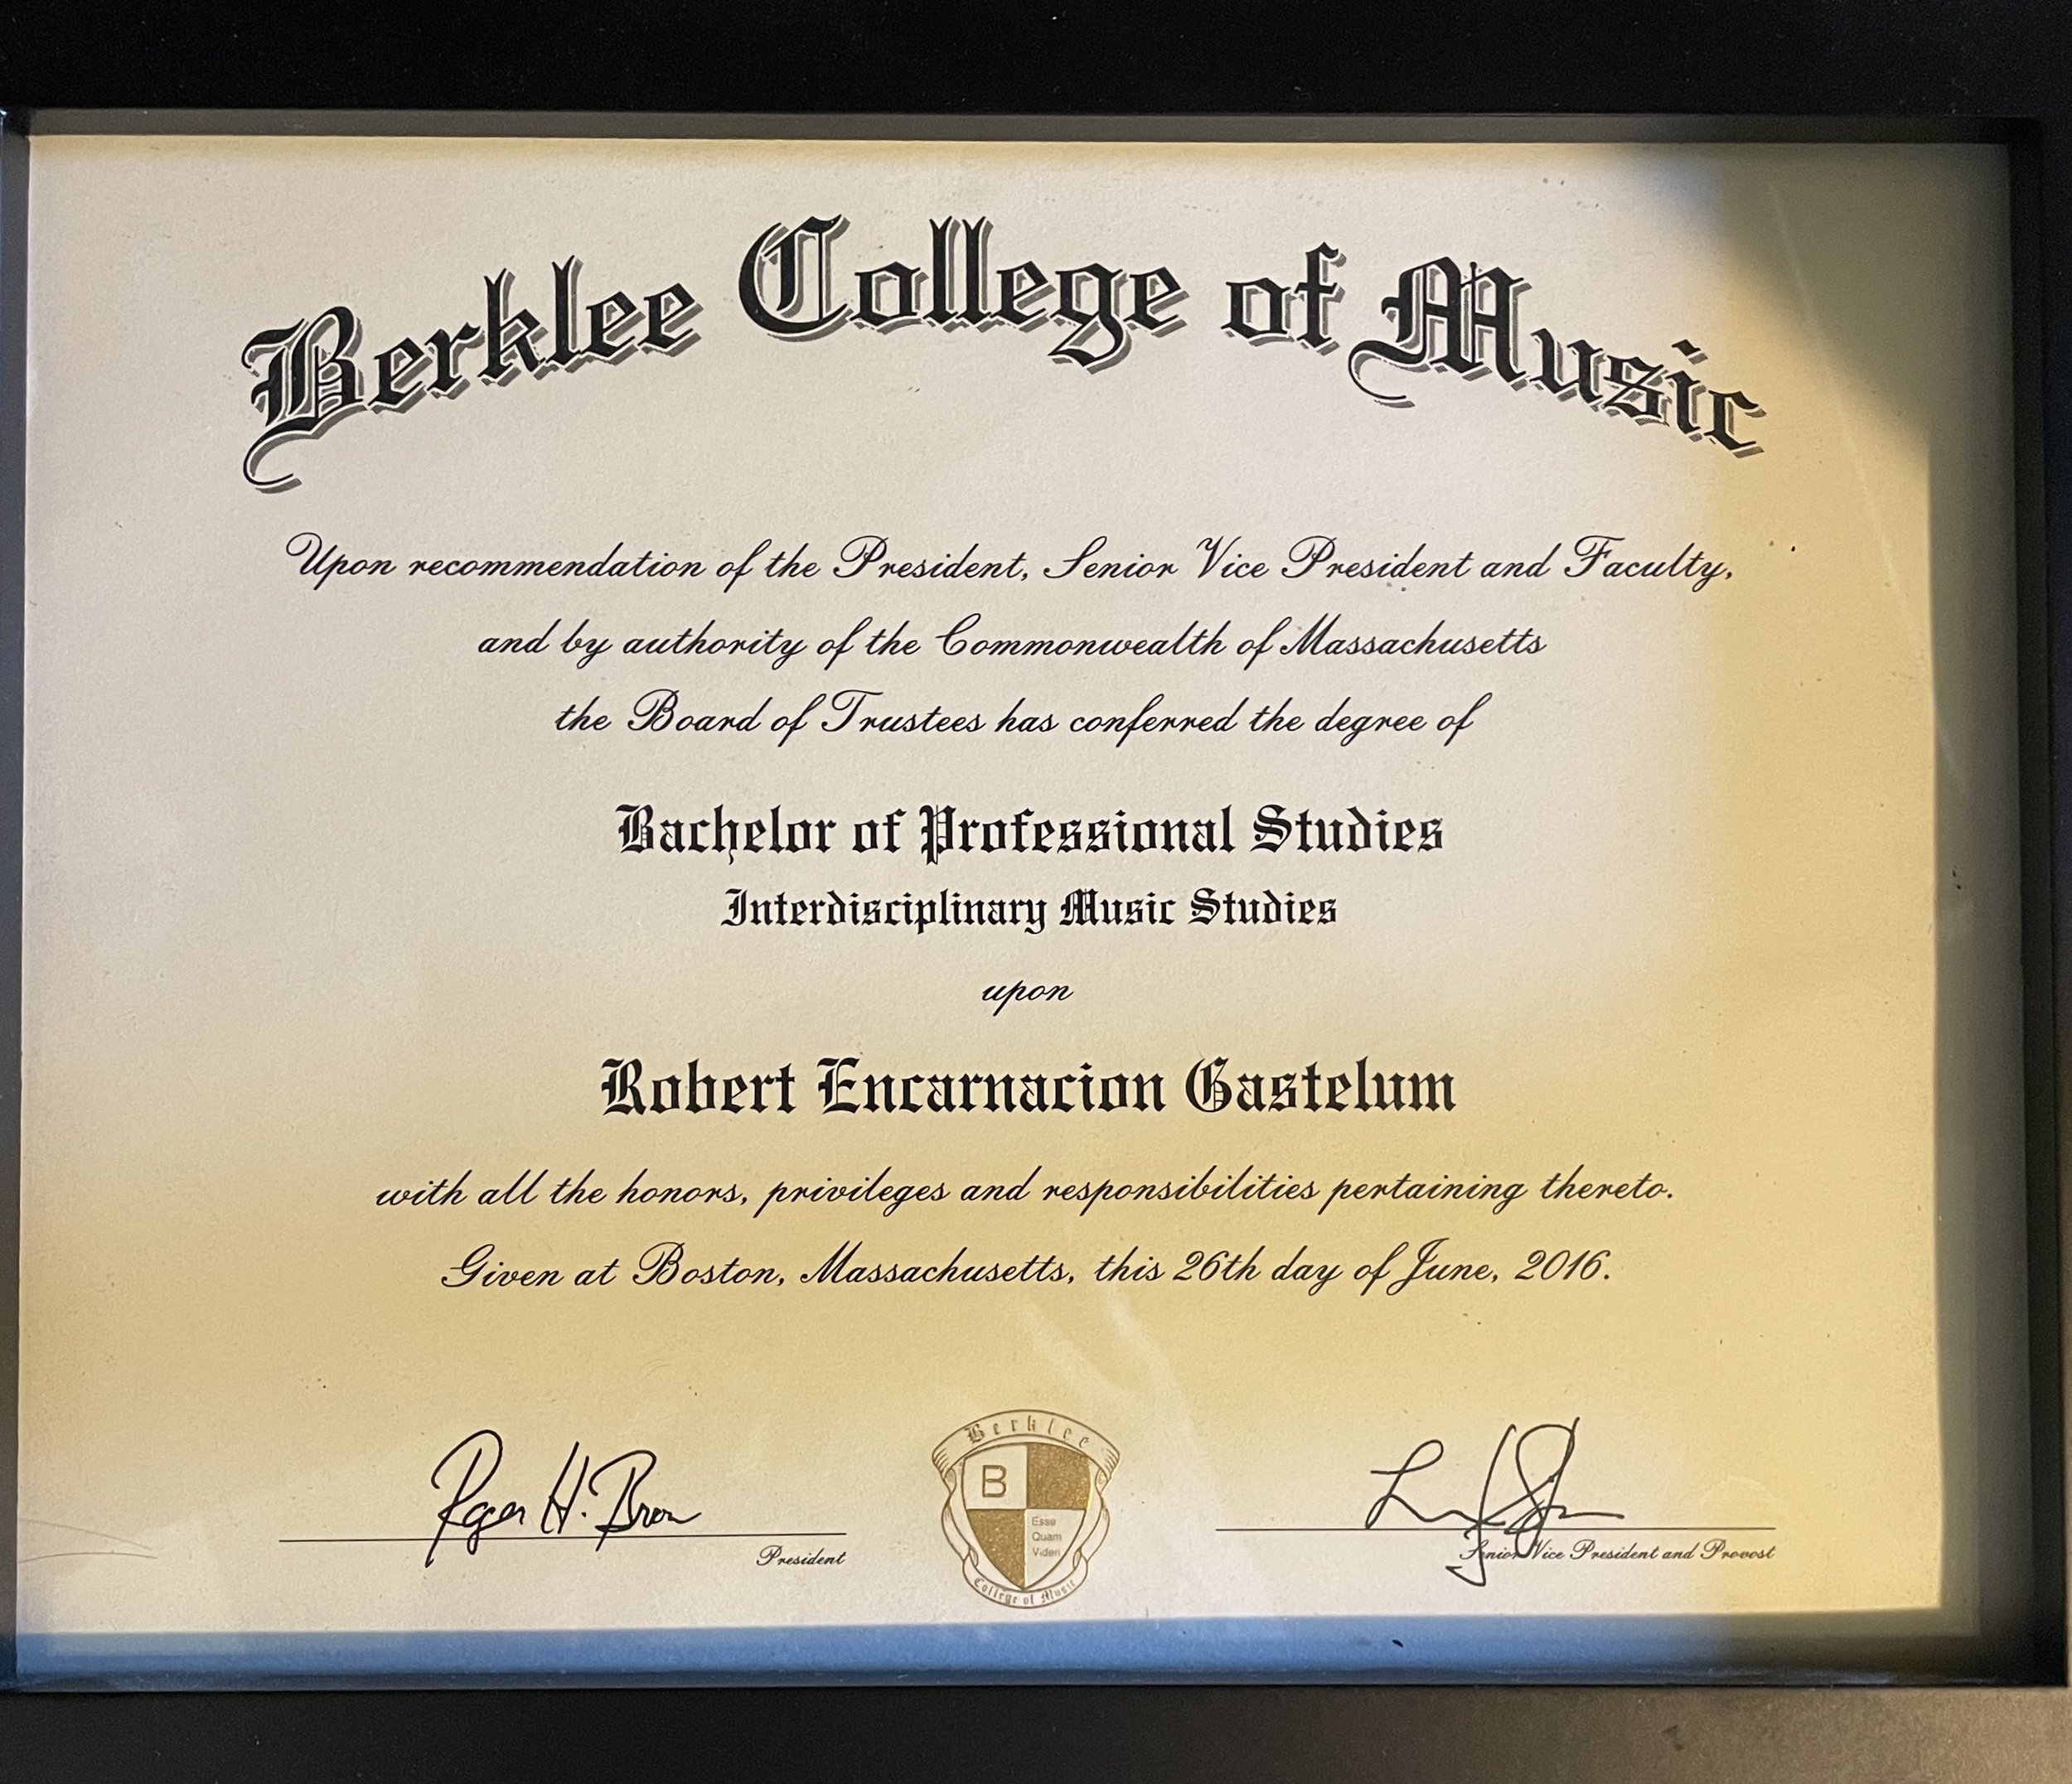 Berklee College of Music
Upon recommendation of the President, Senior Vice President and Faculty,
and by authority of the Commonwealth of Massachusetts
the Board of Trustees has conferred the degree of
Bachelor of Professional Studies
Interdisciplinary Music Studies
upon
Robert Encarnacion Gastelum
with all the honors, privileges and responsibilities pertaining thereto.
Given at Boston, Massachusetts, this 26th day of June, 2016.
Roger H. Brown
President
Berklee
B
Esse
Quam
Videri
College of Music
Senior Vice President and Provost